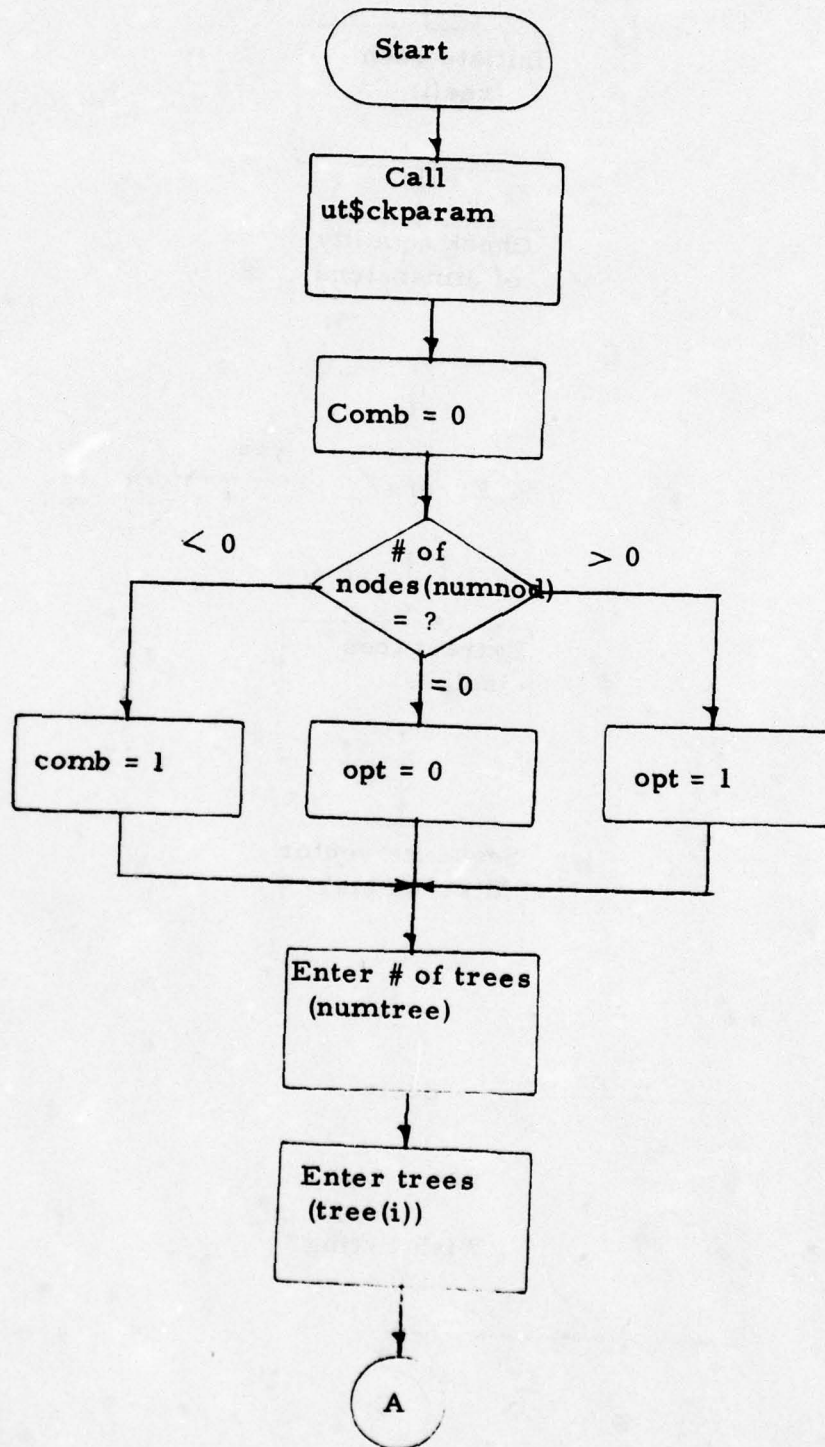 Start
Call
ut$ckparam
Comb = 0
# of
nodes(numnod)
= ?
< 0
> 0
= 0
comb = 1
opt = 0
opt = 1
Enter # of trees
(numtree)
Enter trees
(tree(i))
A